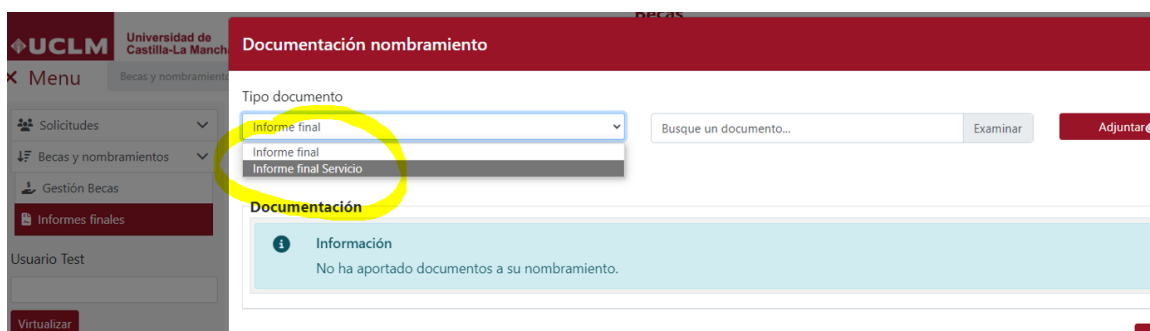 Becas
UCLM
Universidad de
Castilla-La Manch
Menu
Becas y nombramiento
Solicitudes
Becas y nombramientos
Gestión Becas
Informes finales
Usuario Test
Virtualizar
Documentación nombramiento
Tipo documento
Informe final
Busque un documento...
Examinar
Adjuntar
Informe final
Informe final Servicio
Documentación
Información
No ha aportado documentos a su nombramiento.